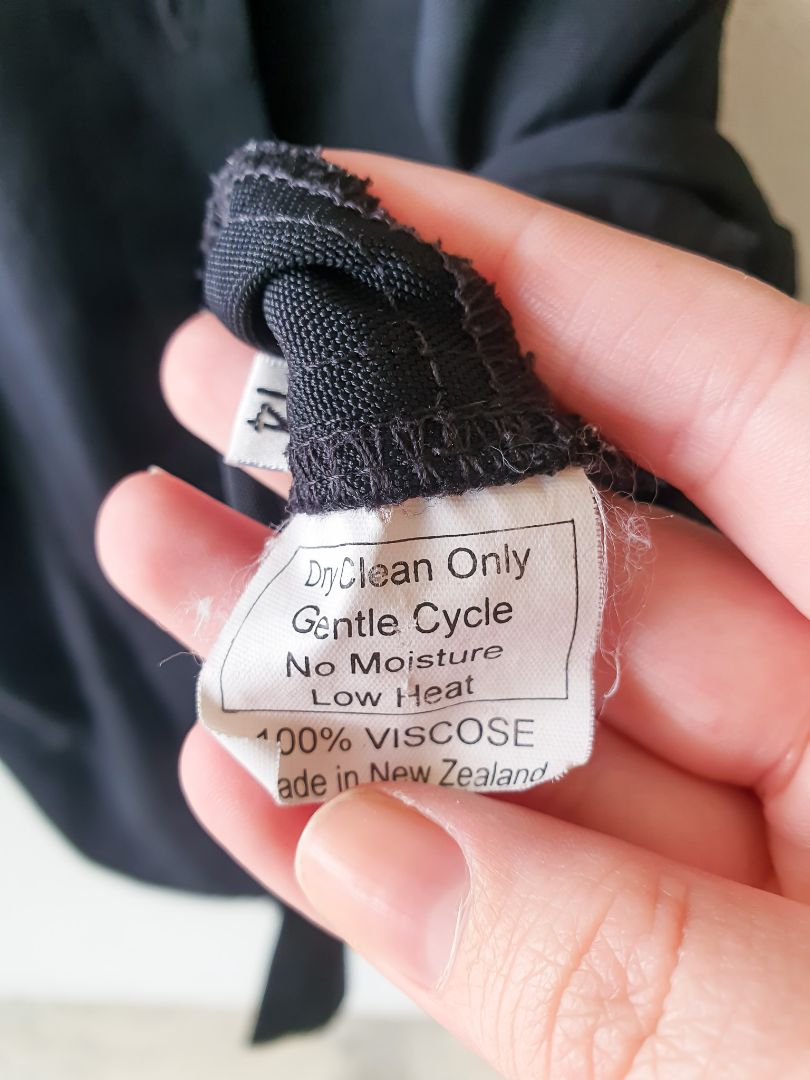 14
DryClean Only
Gentle Cycle
No Moisture
Low Heat
100% VISCOSE
ade in New Zealand